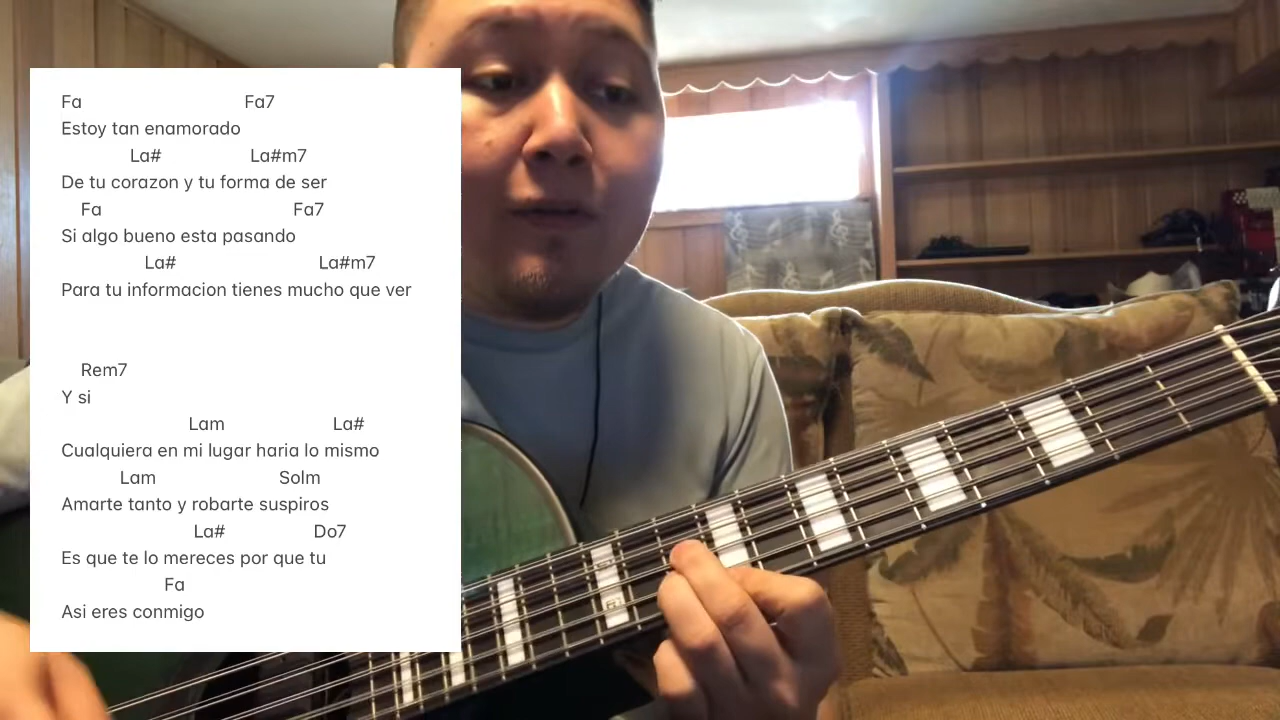 Fa Fa7
Estoy tan enamorado
La# La#m7
De tu corazon y tu forma de ser
Fa Fa7
Si algo bueno esta pasando
La# La#m7
Para tu informacion tienes mucho que ver
Rem7
Y si
Lam La#
Cualquiera en mi lugar haria lo mismo
Lam Solm
Amarte tanto y robarte suspiros
La# Do7
Es que te lo mereces por que tu
Fa
Asi eres conmigo